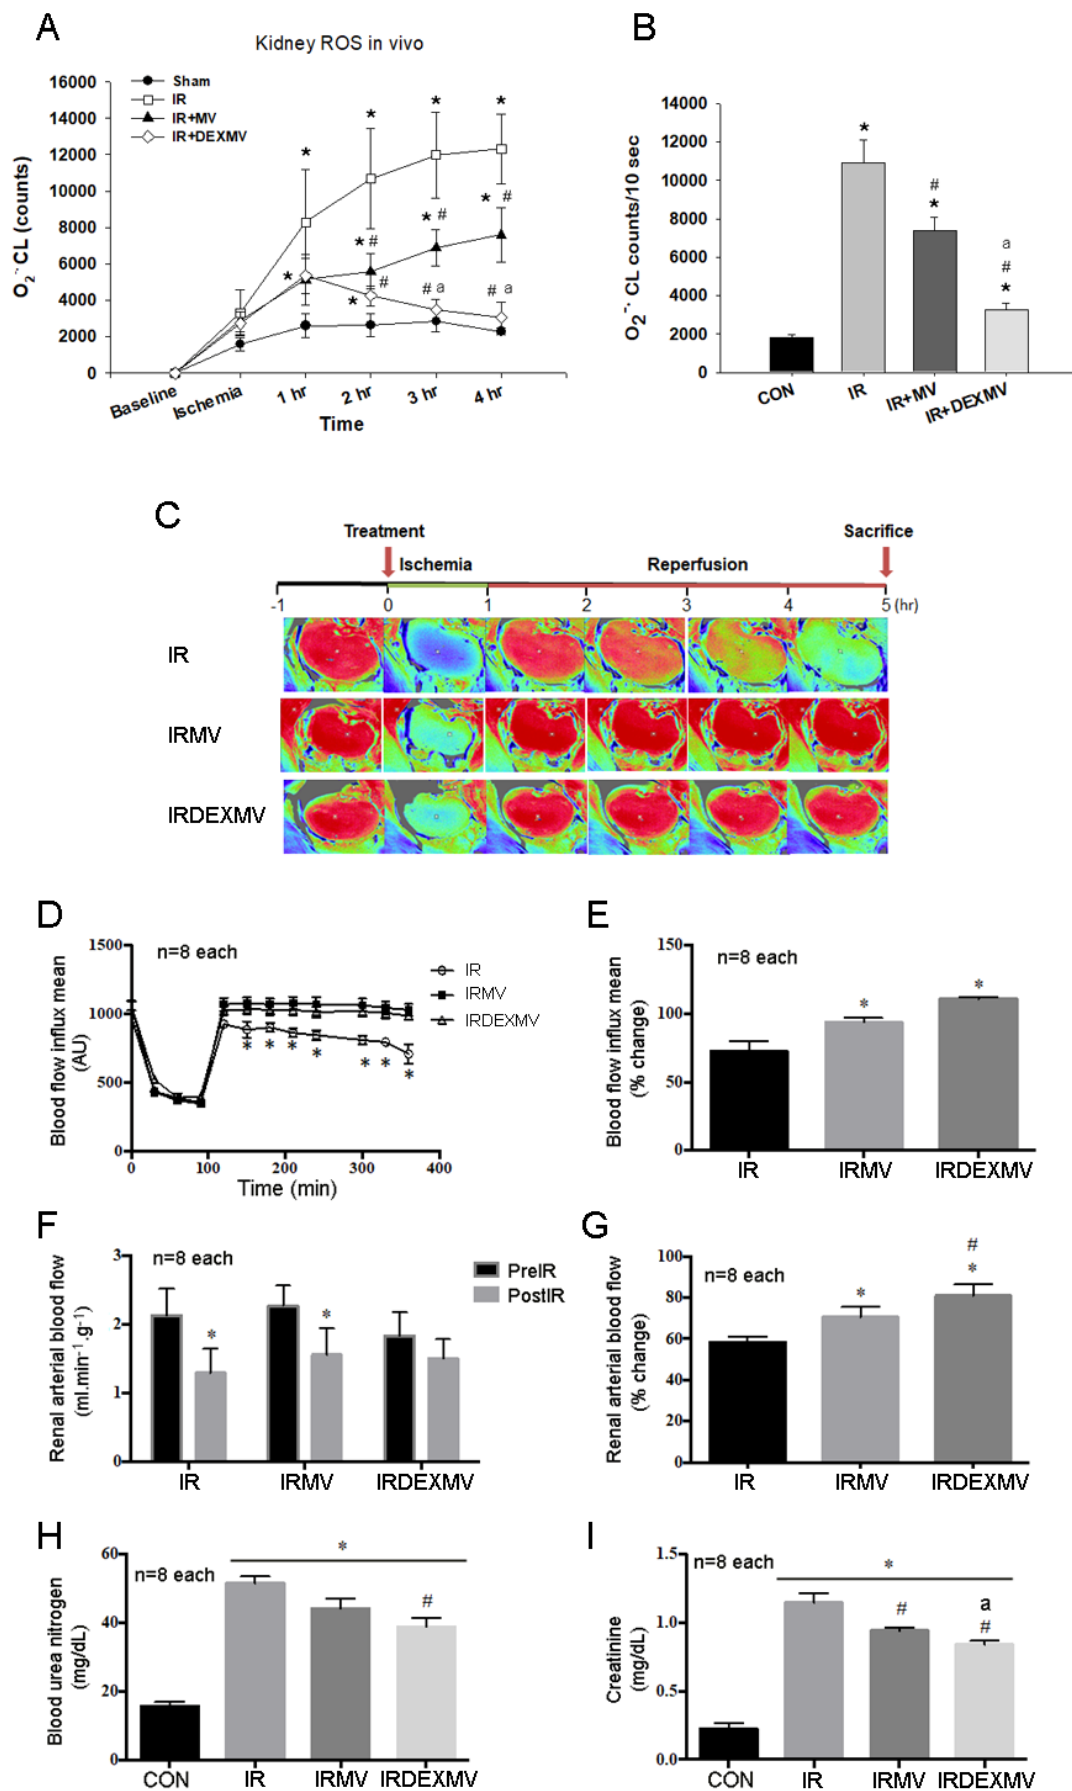 A
Kidney ROS in vivo
Sham
IR
IR+MV
IR+DEXMV
O2-· CL (counts)
16000
14000
12000
10000
8000
6000
4000
2000
0
* * * *
* * # * # * #
* # # a # a
Baseline Ischemia 1 hr 2 hr 3 hr 4 hr
Time
B
O2-· CL counts/10 sec
14000
12000
10000
8000
6000
4000
2000
0
*
#
*
a
#
*
CON IR IR+MV IR+DEXMV
C
Treatment Sacrifice
Ischemia Reperfusion
-1 0 1 2 3 4 5 (hr)
IR
IRMV
IRDEXMV
D
n=8 each
IR
IRMV
IRDEXMV
Blood flow influx mean
(AU)
1500
1000
500
0
* * * * * * *
0 100 200 300 400
Time (min)
E
n=8 each
Blood flow influx mean
(% change)
150
100
50
0
* *
IR IRMV IRDEXMV
F
n=8 each
PreIR
PostIR
Renal arterial blood flow
(ml.min-1.g-1)
3
2
1
0
* *
IR IRMV IRDEXMV
G
n=8 each
Renal arterial blood flow
(% change)
100
80
60
40
20
0
*
#
*
IR IRMV IRDEXMV
H
n=8 each
Blood urea nitrogen
(mg/dL)
60
40
20
0
*
#
CON IR IRMV IRDEXMV
I
n=8 each
Creatinine
(mg/dL)
1.5
1.0
0.5
0.0
*
#
a
#
CON IR IRMV IRDEXMV